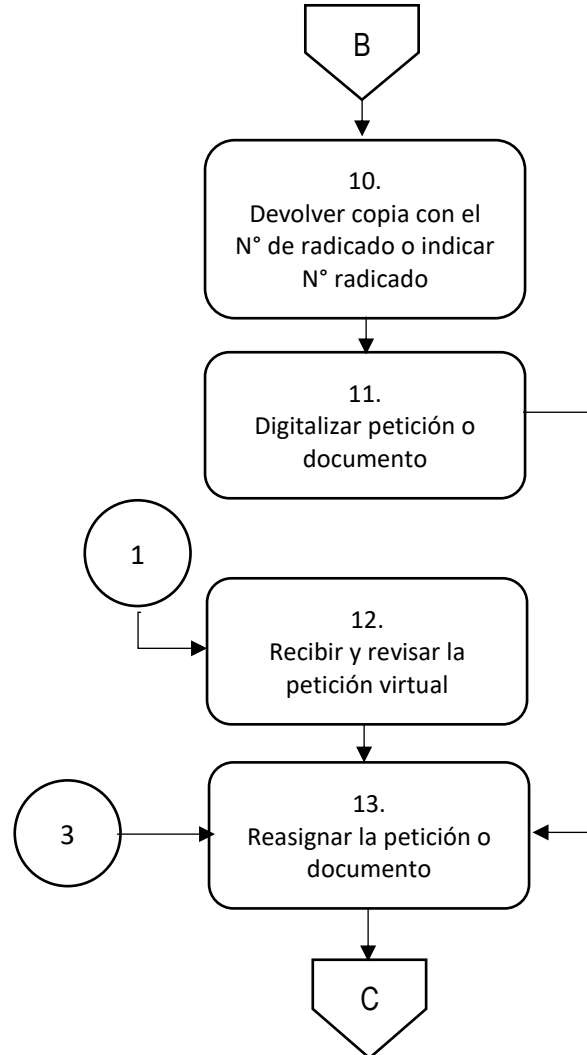 B
10.
Devolver copia con el
N° de radicado o indicar
N° radicado
11.
Digitalizar petición o
documento
1
12.
Recibir y revisar la
petición virtual
13.
Reasignar la petición o
documento
3
C